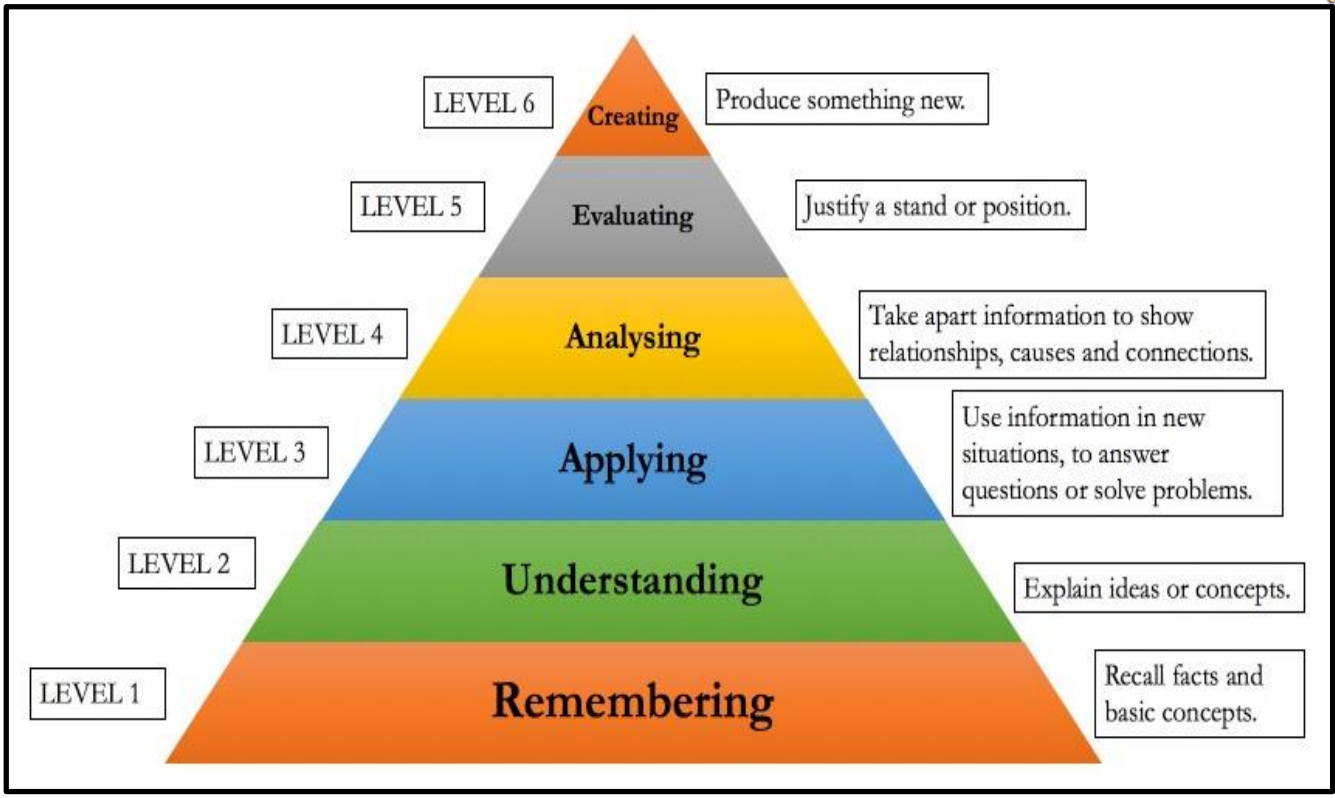 LEVEL 6
Creating
Produce something new.
LEVEL 5
Evaluating
Justify a stand or position.
LEVEL 4
Analysing
Take apart information to show
relationships, causes and connections.
LEVEL 3
Applying
Use information in new
situations, to answer
questions or solve problems.
LEVEL 2
Understanding
Explain ideas or concepts.
LEVEL 1
Remembering
Recall facts and
basic concepts.